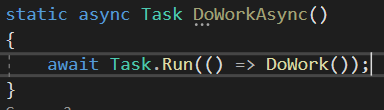 static async Task DoWorkAsync()
{
    await Task.Run(() => DoWork());
}